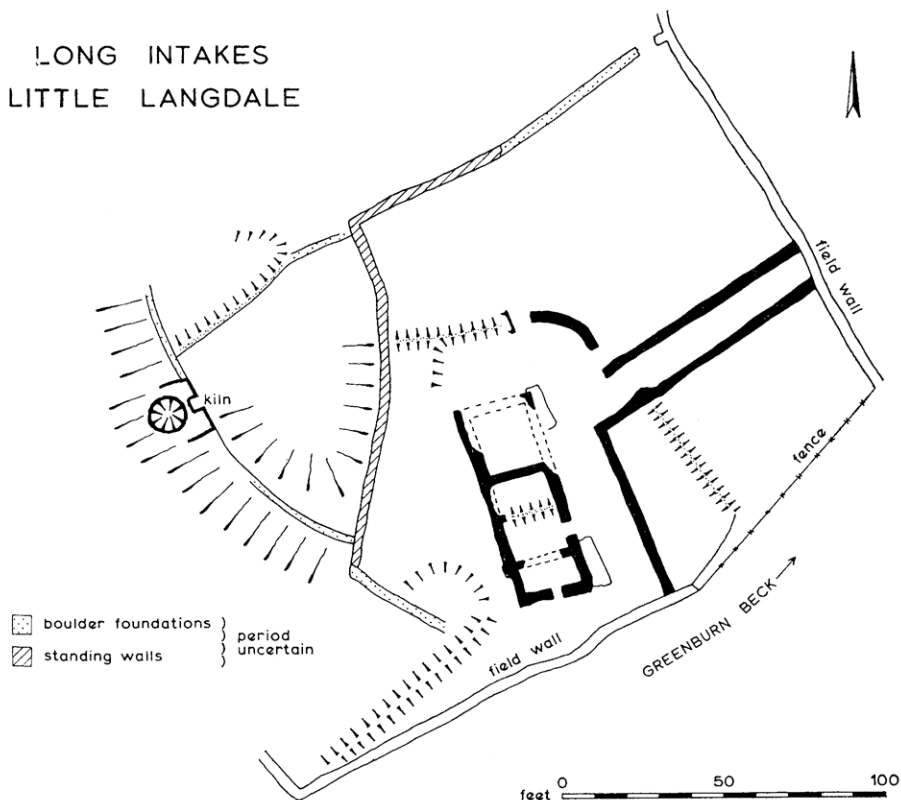 LONG INTAKES
LITTLE LANGDALE
field wall
kiln
fence
boulder foundations
standing walls
period
uncertain
field wall
GREENBURN BECK
feet 0 50 100